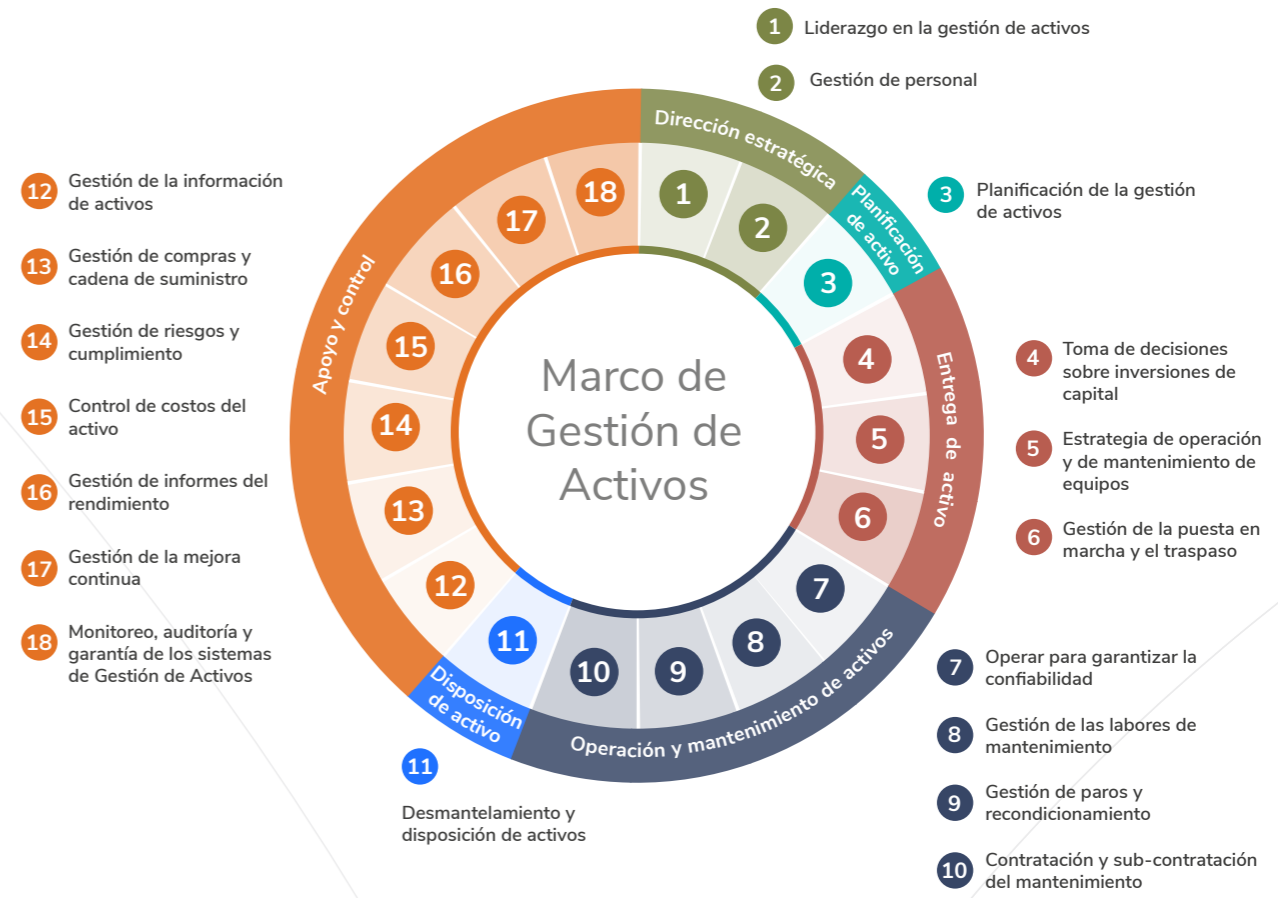 1 Liderazgo en la gestión de activos
2 Gestión de personal
3 Planificación de la gestión
de activos
4 Toma de decisiones
sobre inversiones de
capital
5 Estrategia de operación
y de mantenimiento de
equipos
6 Gestión de la puesta en
marcha y el traspaso
7 Operar para garantizar la
confiabilidad
8 Gestión de las labores de
mantenimiento
9 Gestión de paros y
recondicionamiento
10 Contratación y sub-contratación
del mantenimiento
11
Desmantelamiento y
disposición de activos
12 Gestión de la información
de activos
13 Gestión de compras y
cadena de suministro
14 Gestión de riesgos y
cumplimiento
15 Control de costos del
activo
16 Gestión de informes del
rendimiento
17 Gestión de la mejora
continua
18 Monitoreo, auditoría y
garantía de los sistemas
de Gestión de Activos
Dirección estratégica
Planificación
de activo
Entrega de activo
Operación y mantenimiento de activos
Disposición
de activo
Apoyo y control
1
2
3
4
5
6
7
8
9
10
11
12
13
14
15
16
17
18
Marco de
Gestión de
Activos